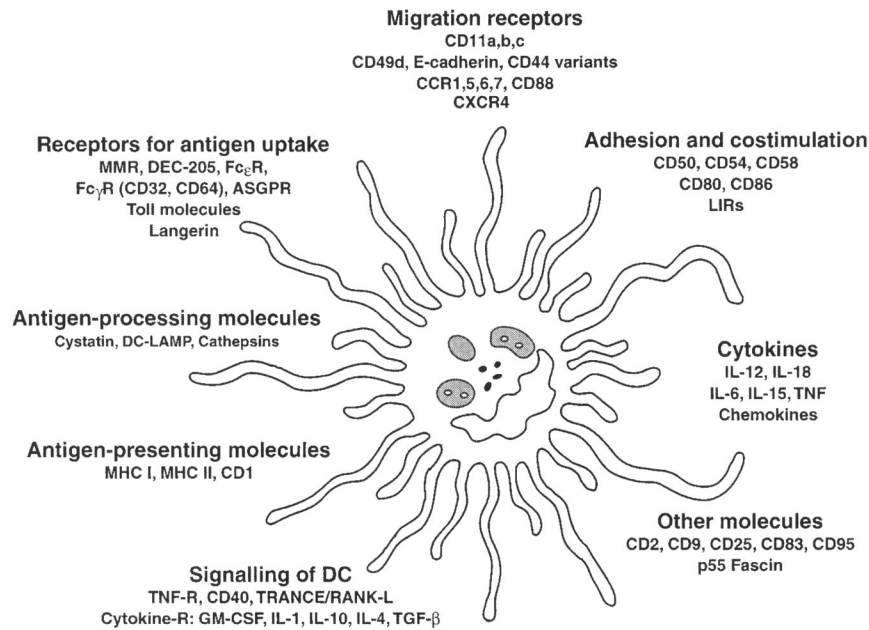 Migration receptors
CD11a,b,c
CD49d, E-cadherin, CD44 variants
CCR1,5,6,7, CD88
CXCR4
Receptors for antigen uptake
MMR, DEC-205, FcεR,
FcγR (CD32, CD64), ASGPR
Toll molecules
Langerin
Adhesion and costimulation
CD50, CD54, CD58
CD80, CD86
LIRs
Antigen-processing molecules
Cystatin, DC-LAMP, Cathepsins
Cytokines
IL-12, IL-18
IL-6, IL-15, TNF
Chemokines
Antigen-presenting molecules
MHC I, MHC II, CD1
Other molecules
CD2, CD9, CD25, CD83, CD95
p55 Fascin
Signalling of DC
TNF-R, CD40, TRANCE/RANK-L
Cytokine-R: GM-CSF, IL-1, IL-10, IL-4, TGF-β